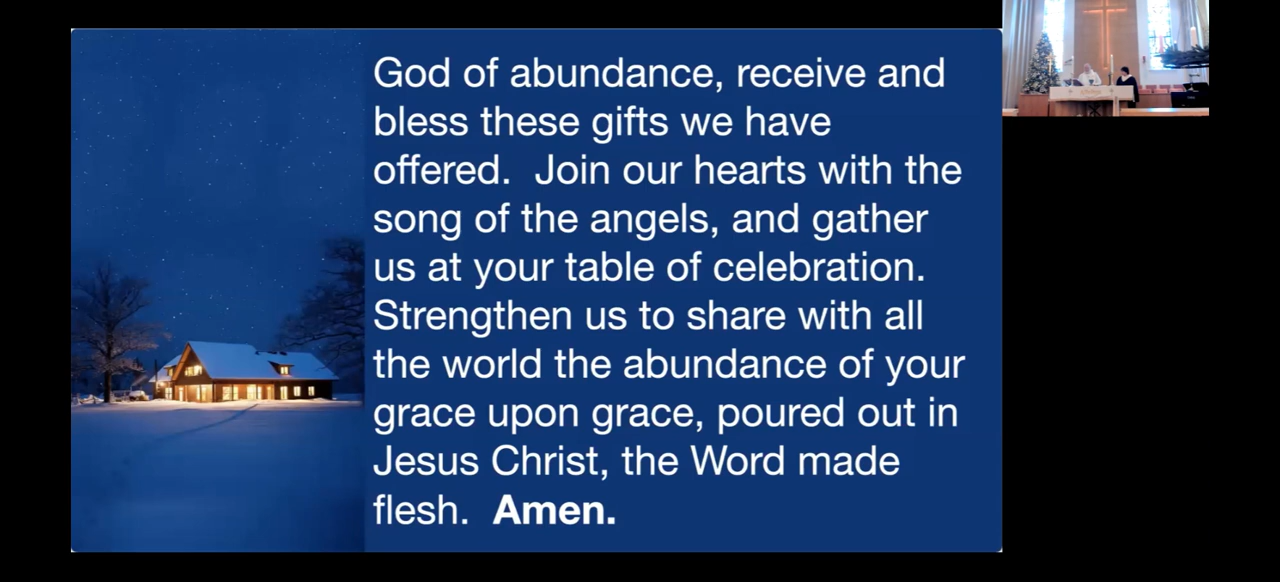 God of abundance, receive and
bless these gifts we have
offered.  Join our hearts with the
song of the angels, and gather
us at your table of celebration.
Strengthen us to share with all
the world the abundance of your
grace upon grace, poured out in
Jesus Christ, the Word made
flesh.  Amen.